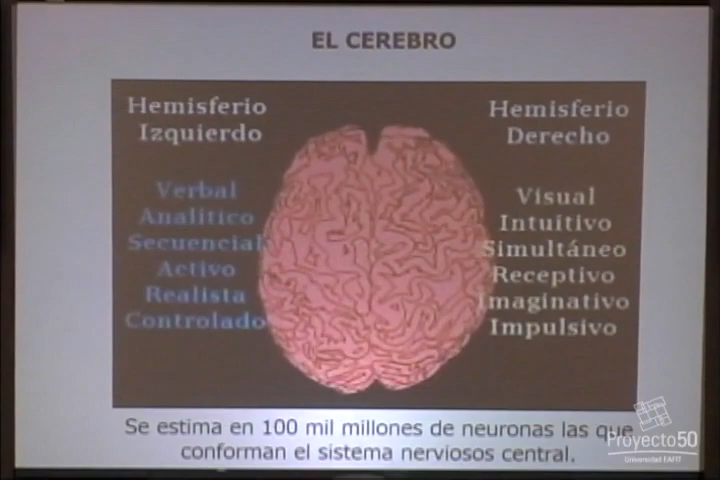 EL CEREBRO
Hemisferio
Izquierdo
Verbal
Analítico
Secuencial
Activo
Realista
Controlado
Hemisferio
Derecho
Visual
Intuitivo
Simultáneo
Receptivo
Imaginativo
Impulsivo
Se estima en 100 mil millones de neuronas las que
conforman el sistema nerviosos central.
Proyecto50
Universidad EAFIT